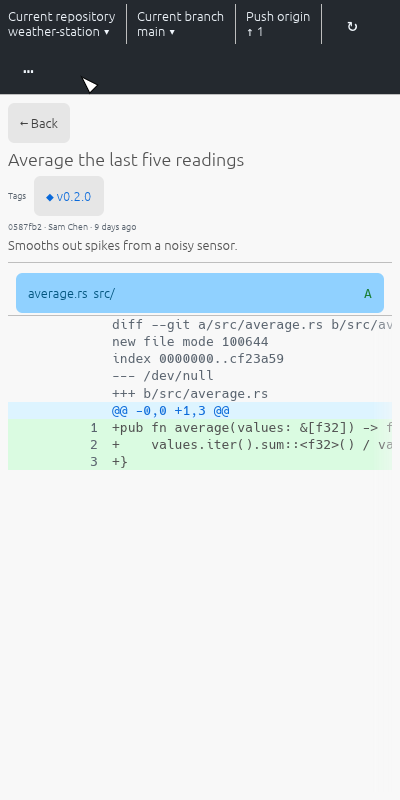 Current repository
weather-station ▾
Current branch
main ▾
Push origin
↑ 1
↻
…
← Back
Average the last five readings
Tags ◆ v0.2.0
0587fb2 · Sam Chen · 9 days ago
Smooths out spikes from a noisy sensor.
average.rs src/ A
diff --git a/src/average.rs b/src/av
new file mode 100644
index 0000000..cf23a59
--- /dev/null
+++ b/src/average.rs
@@ -0,0 +1,3 @@
1 +pub fn average(values: &[f32]) -> f
2 +    values.iter().sum::<f32>() / va
3 +}